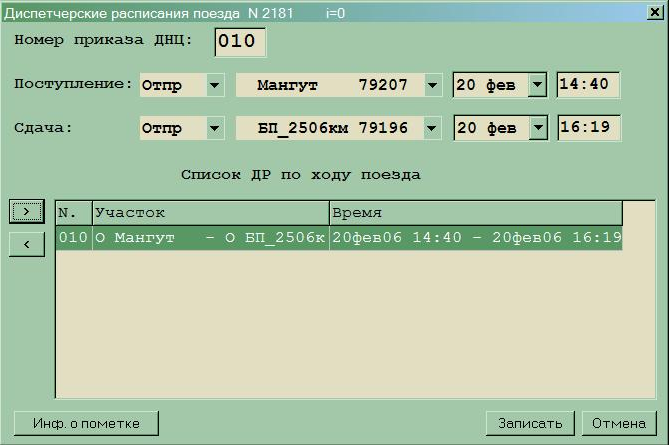 Диспетчерские расписания поезда N 2181 i=0
Номер приказа ДНЦ: 010
Поступление: Отпр Мангут 79207 20 фев 14:40
Сдача: Отпр БП_2506км 79196 20 фев 16:19
Список ДР по ходу поезда
> N. Участок Время
< 010 О Мангут – О БП_2506к 20фев06 14:40 – 20фев06 16:19
Инф. о пометке Записать Отмена